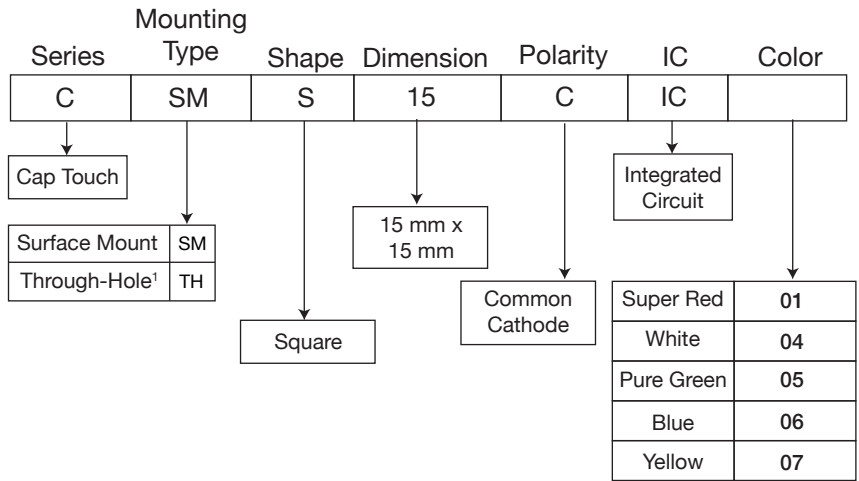 Mounting
Series Type Shape Dimension Polarity IC Color
C SM S 15 C IC
Cap Touch
Integrated
Circuit
Surface Mount SM
Through-Hole¹ TH
15 mm x
15 mm
Common
Cathode
Square
Super Red 01
White 04
Pure Green 05
Blue 06
Yellow 07